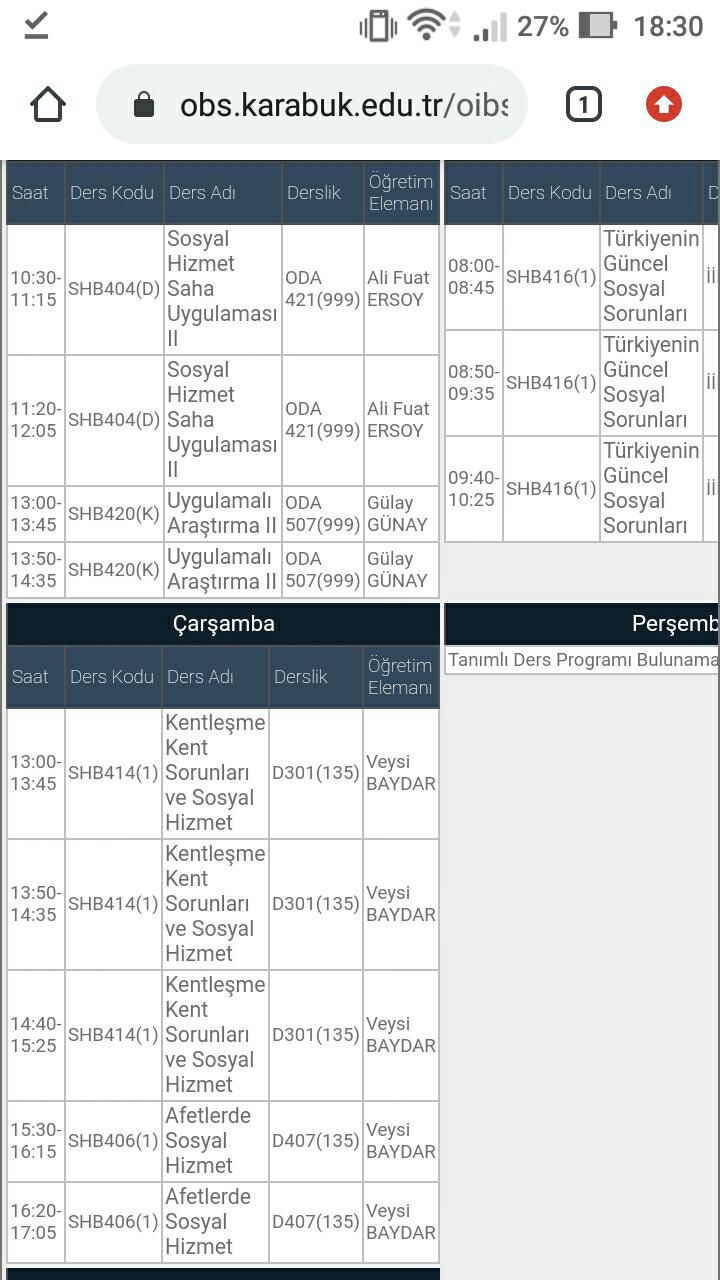 27% 18:30
1
obs.karabuk.edu.tr/oibs
Saat Ders Kodu Ders Adı Derslik Öğretim Elemanı
10:30-11:15 SHB404(D) Sosyal Hizmet Saha Uygulaması II ODA 421(999) Ali Fuat ERSOY
11:20-12:05 SHB404(D) Sosyal Hizmet Saha Uygulaması II ODA 421(999) Ali Fuat ERSOY
13:00-13:45 SHB420(K) Uygulamalı Araştırma II ODA 507(999) Gülay GÜNAY
13:50-14:35 SHB420(K) Uygulamalı Araştırma II ODA 507(999) Gülay GÜNAY
Saat Ders Kodu Ders Adı D
08:00-08:45 SHB416(1) Türkiyenin Güncel Sosyal Sorunları İİ
08:50-09:35 SHB416(1) Türkiyenin Güncel Sosyal Sorunları İİ
09:40-10:25 SHB416(1) Türkiyenin Güncel Sosyal Sorunları İİ
Çarşamba
Saat Ders Kodu Ders Adı Derslik Öğretim Elemanı
13:00-13:45 SHB414(1) Kentleşme Kent Sorunları ve Sosyal Hizmet D301(135) Veysi BAYDAR
13:50-14:35 SHB414(1) Kentleşme Kent Sorunları ve Sosyal Hizmet D301(135) Veysi BAYDAR
14:40-15:25 SHB414(1) Kentleşme Kent Sorunları ve Sosyal Hizmet D301(135) Veysi BAYDAR
15:30-16:15 SHB406(1) Afetlerde Sosyal Hizmet D407(135) Veysi BAYDAR
16:20-17:05 SHB406(1) Afetlerde Sosyal Hizmet D407(135) Veysi BAYDAR
Perşemb
Tanımlı Ders Programı Bulunama